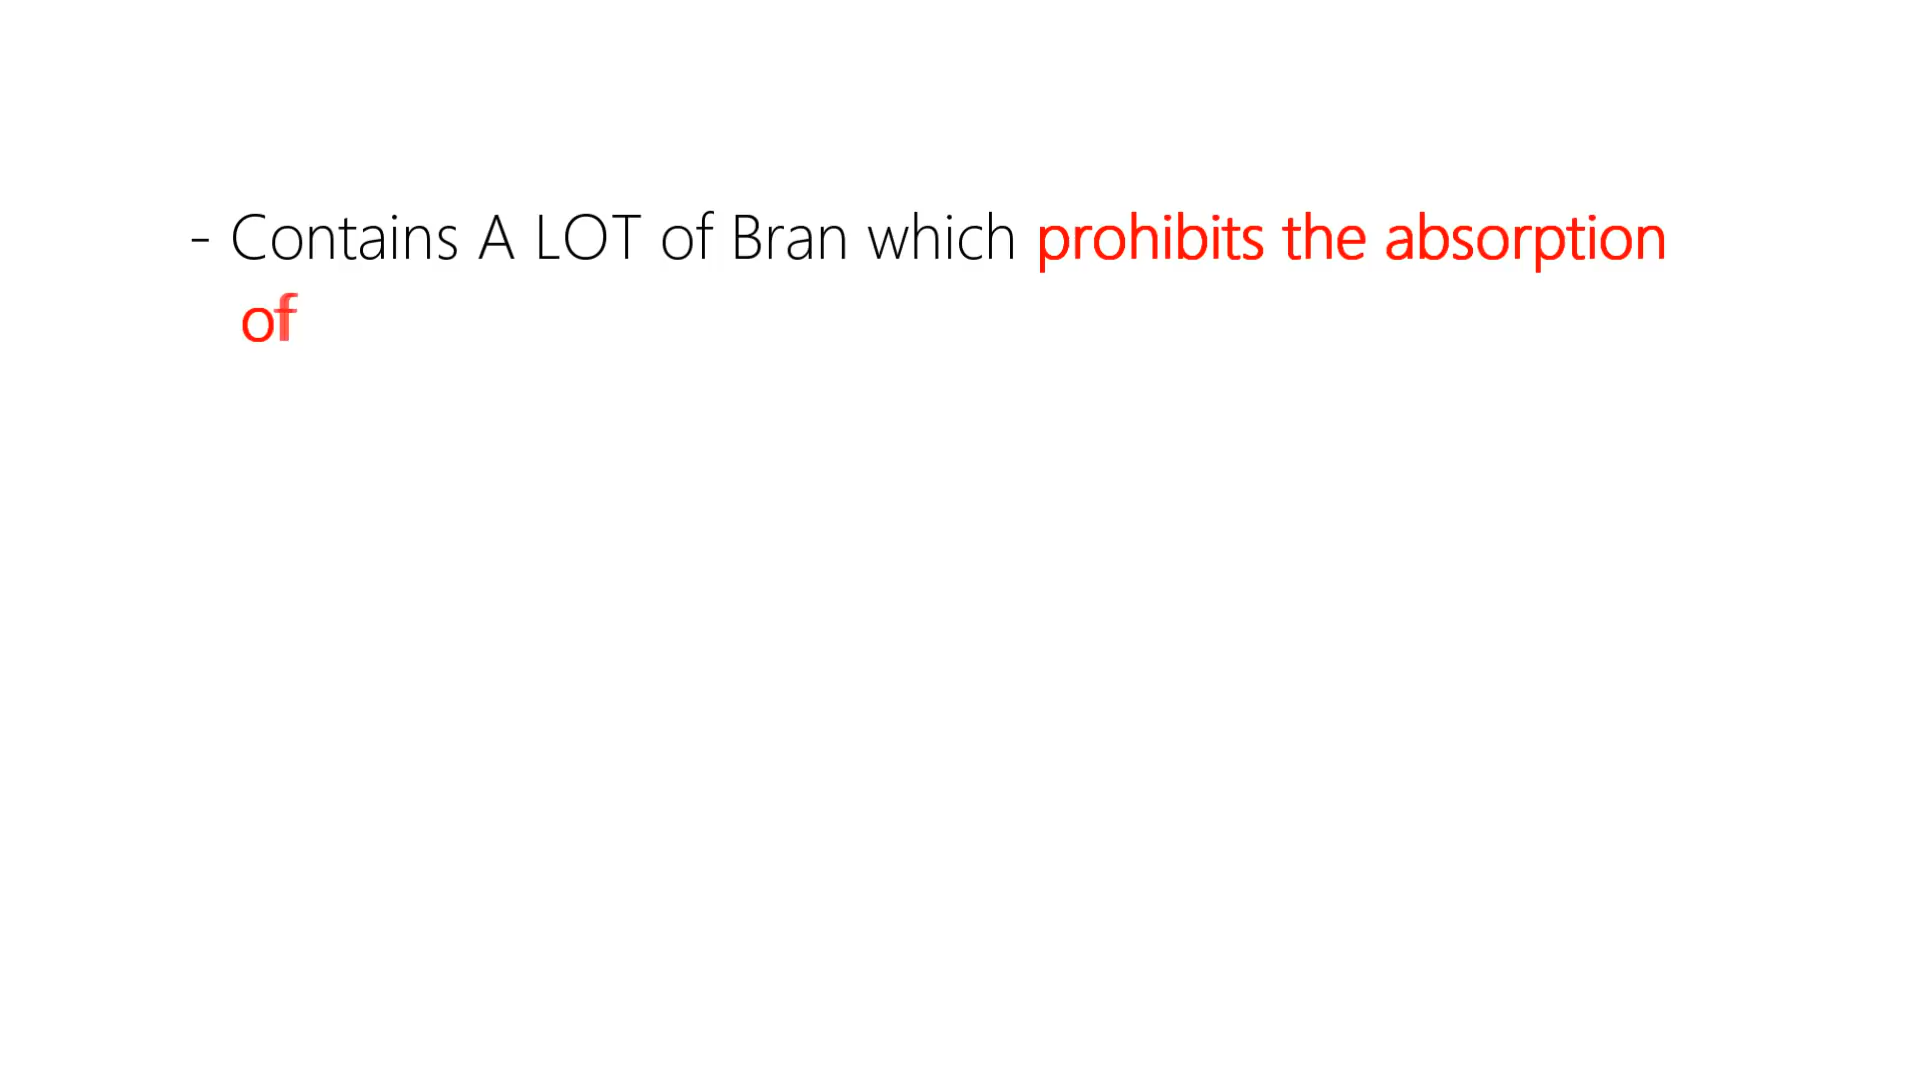 - Contains A LOT of Bran which prohibits the absorption
of